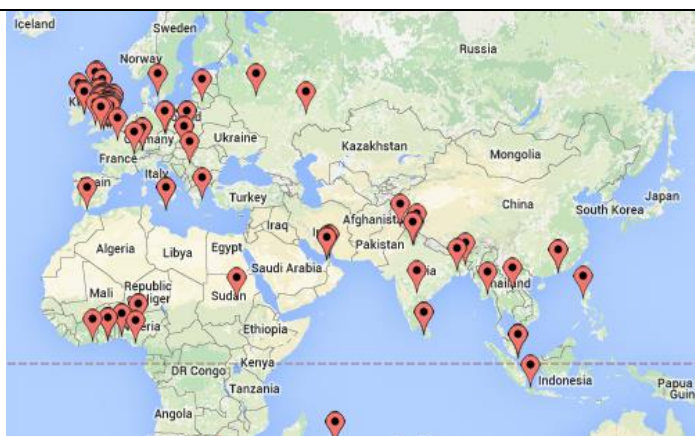 Iceland
Sweden
Norway
Russia
Ukraine
Kazakhstan
Mongolia
France
Italy
Turkey
China
Japan
South Korea
Iraq
Afghanistan
Pakistan
Algeria
Libya
Egypt
Saudi Arabia
Mali
Republic
Niger
Sudan
Thailand
Ethiopia
DR Congo
Kenya
Tanzania
Indonesia
Papua
Angola